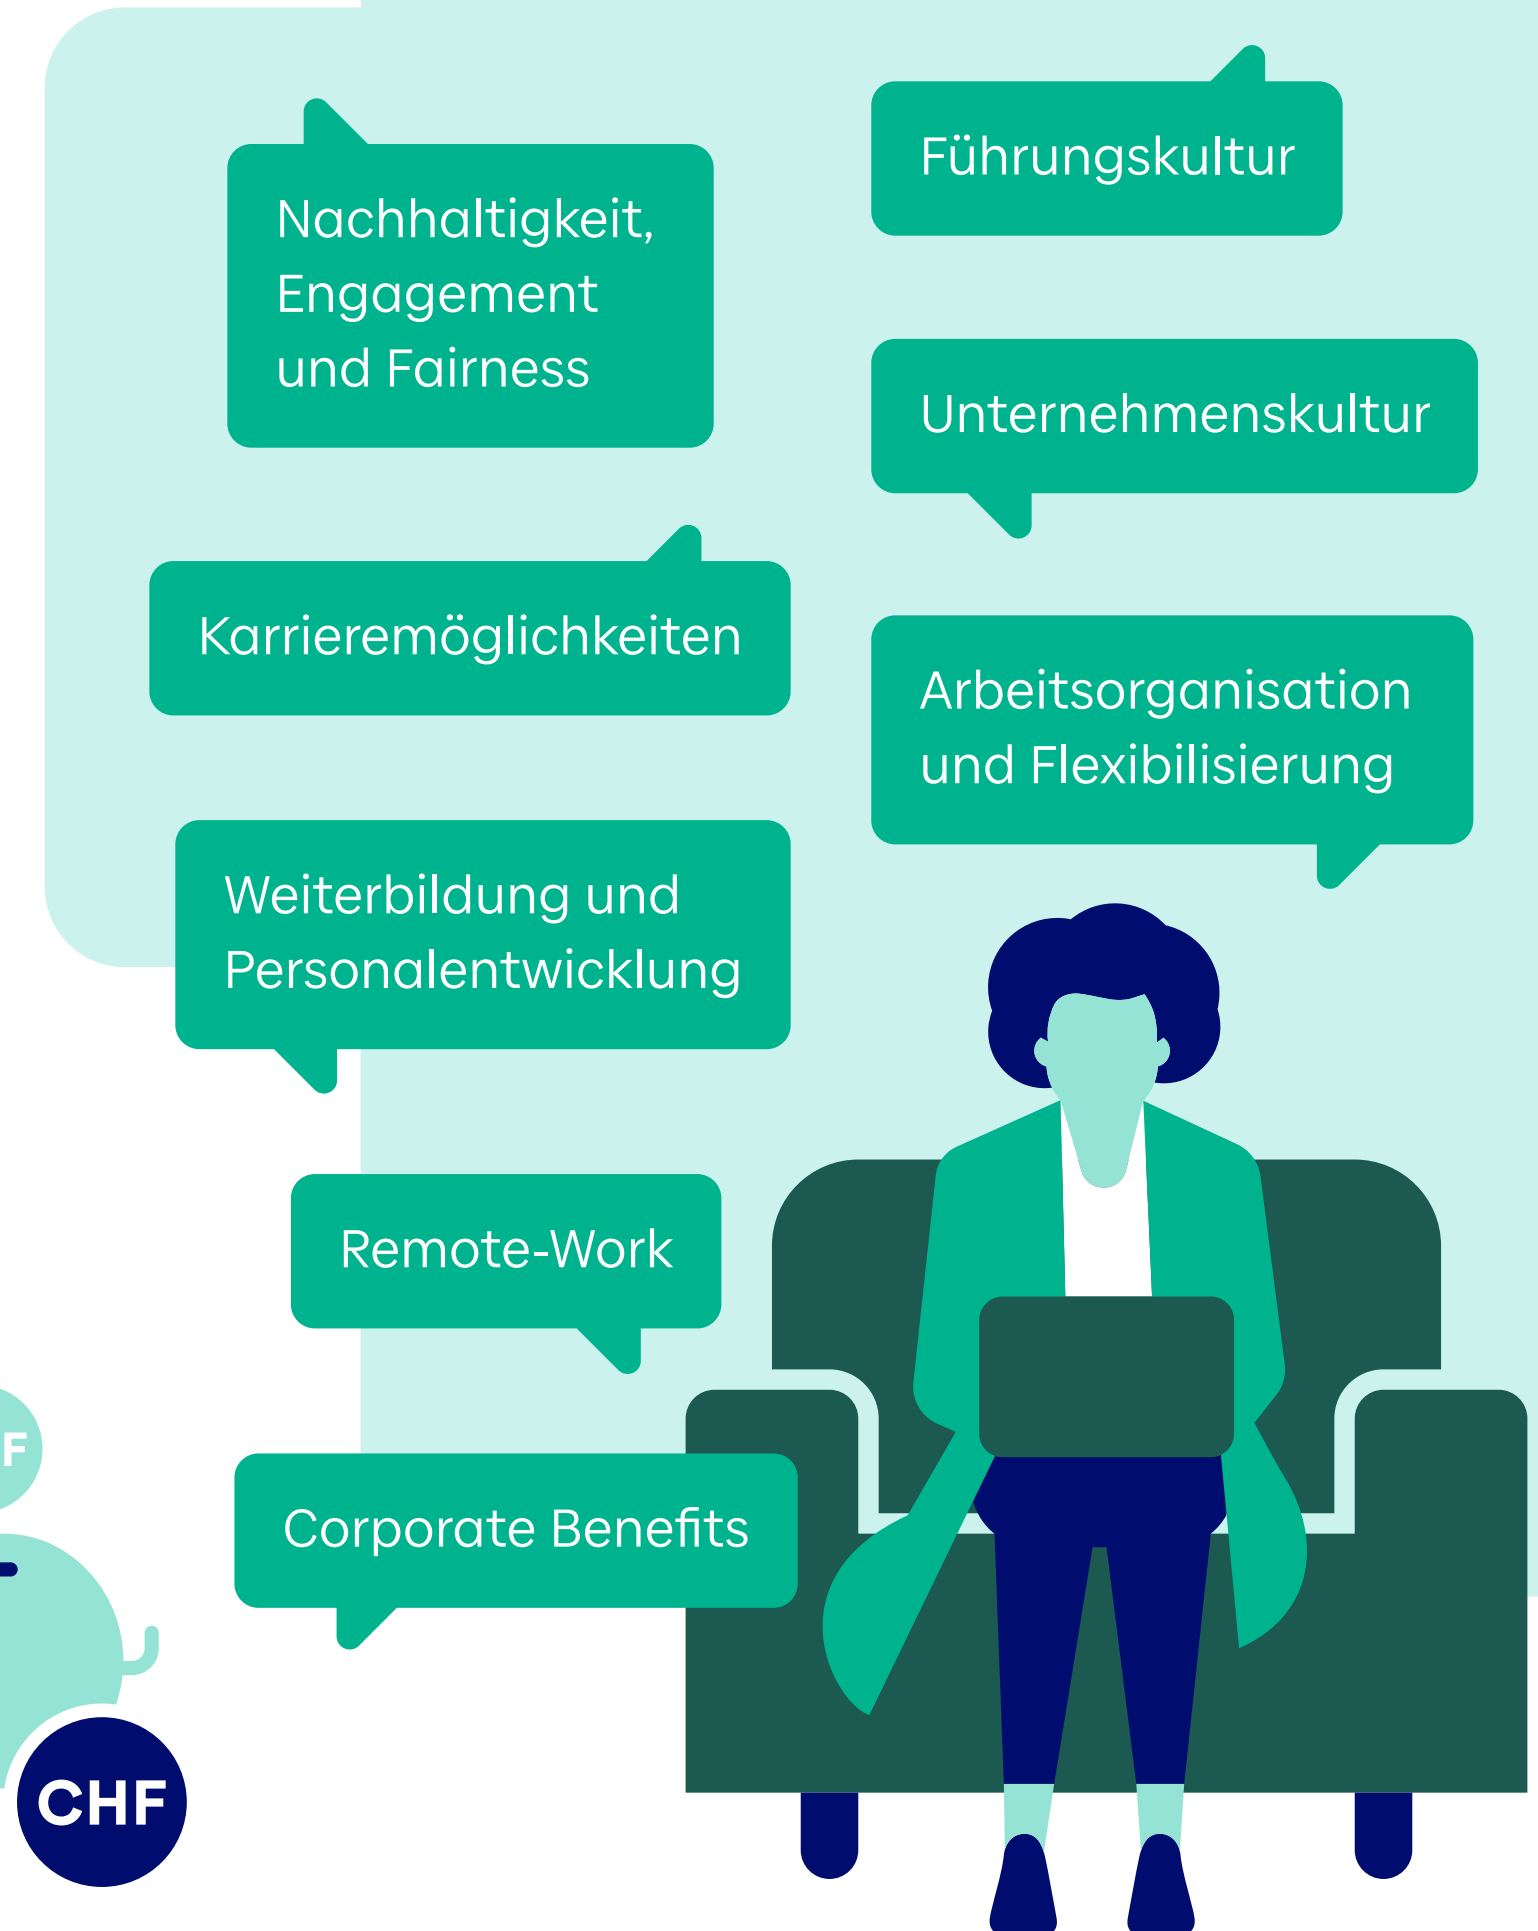 Führungskultur
Nachhaltigkeit,
Engagement
und Fairness
Unternehmenskultur
Karrieremöglichkeiten
Arbeitsorganisation
und Flexibilisierung
Weiterbildung und
Personalentwicklung
Remote-Work
F
Corporate Benefits
CHF